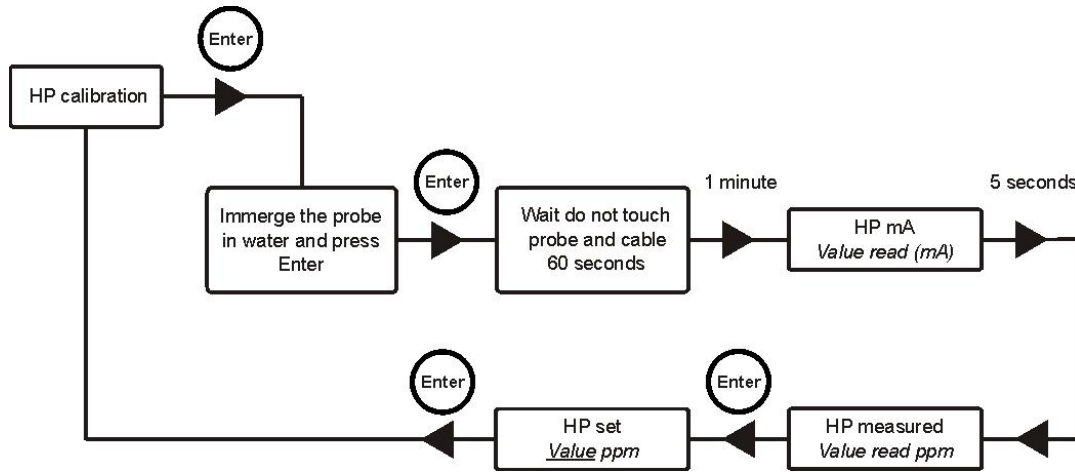 Enter
HP calibration
Immerge the probe
in water and press
Enter
Enter
Wait do not touch
probe and cable
60 seconds
1 minute
HP mA
Value read (mA)
5 seconds
HP measured
Value read ppm
Enter
HP set
Value ppm
Enter